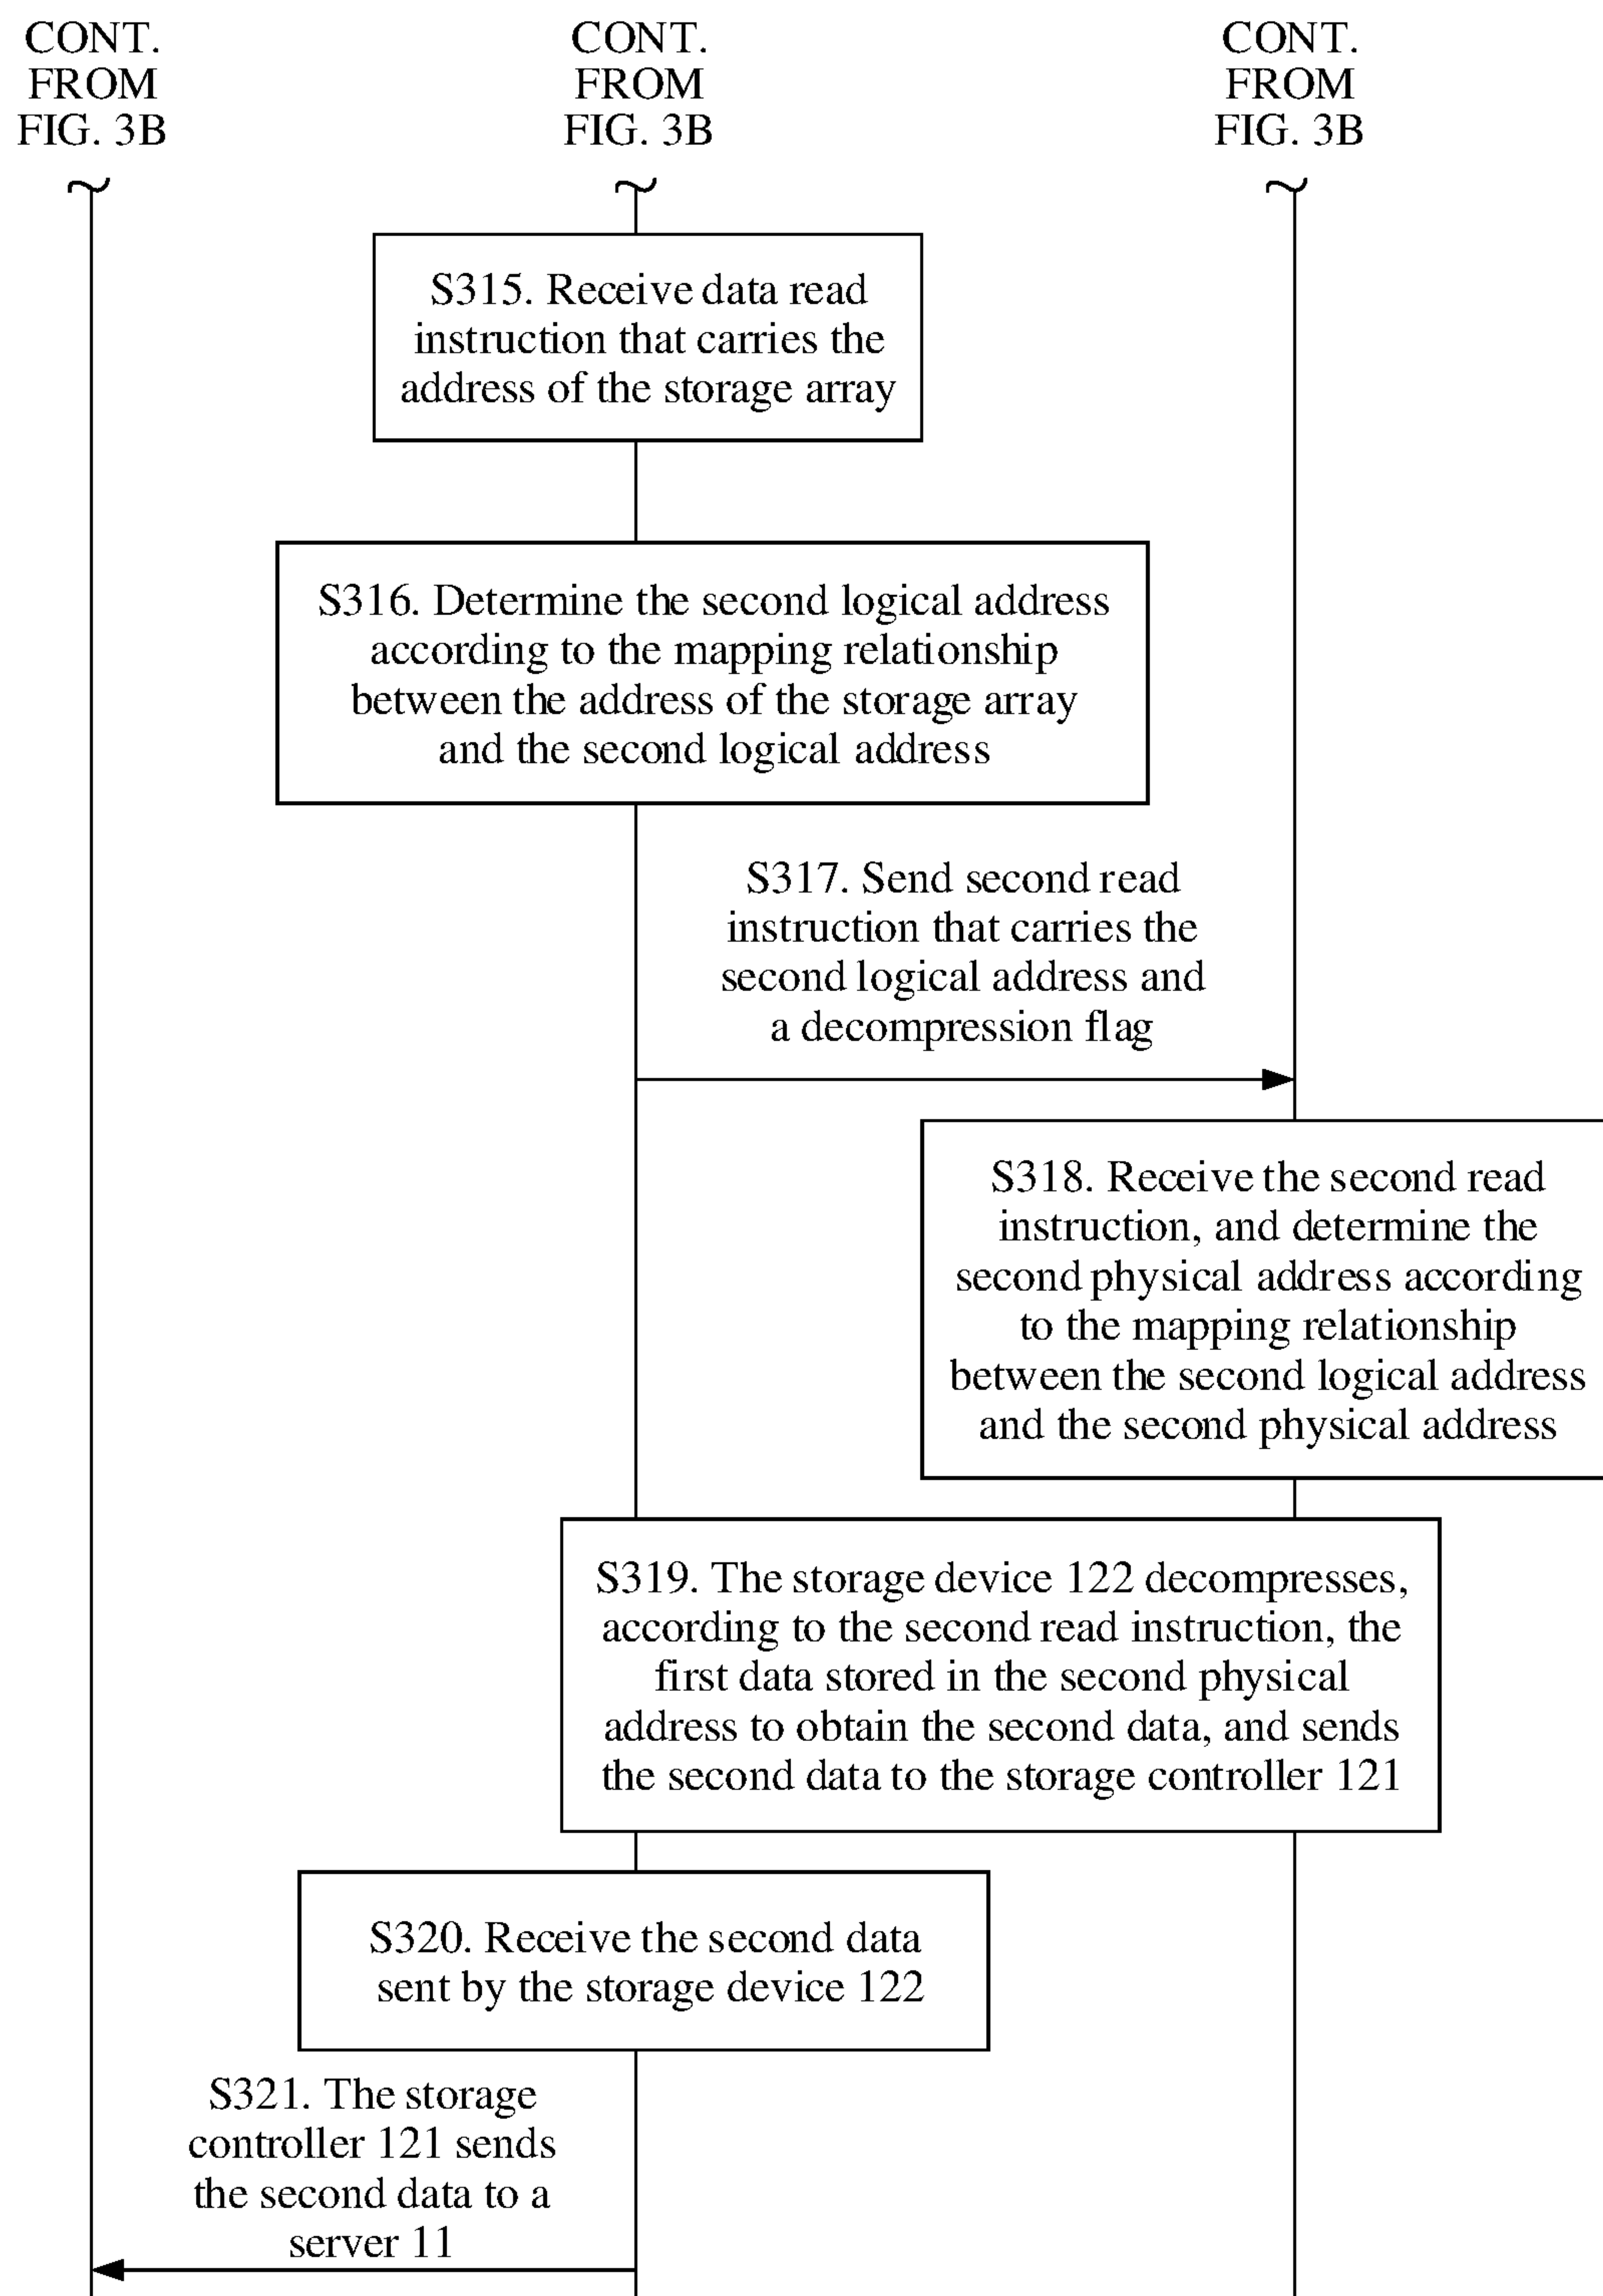 CONT.
FROM
FIG. 3B
CONT.
FROM
FIG. 3B
CONT.
FROM
FIG. 3B
S315. Receive data read
instruction that carries the
address of the storage array
S316. Determine the second logical address
according to the mapping relationship
between the address of the storage array
and the second logical address
S317. Send second read
instruction that carries the
second logical address and
a decompression flag
S318. Receive the second read
instruction, and determine the
second physical address according
to the mapping relationship
between the second logical address
and the second physical address
S319. The storage device 122 decompresses,
according to the second read instruction, the
first data stored in the second physical
address to obtain the second data, and sends
the second data to the storage controller 121
S320. Receive the second data
sent by the storage device 122
S321. The storage
controller 121 sends
the second data to a
server 11